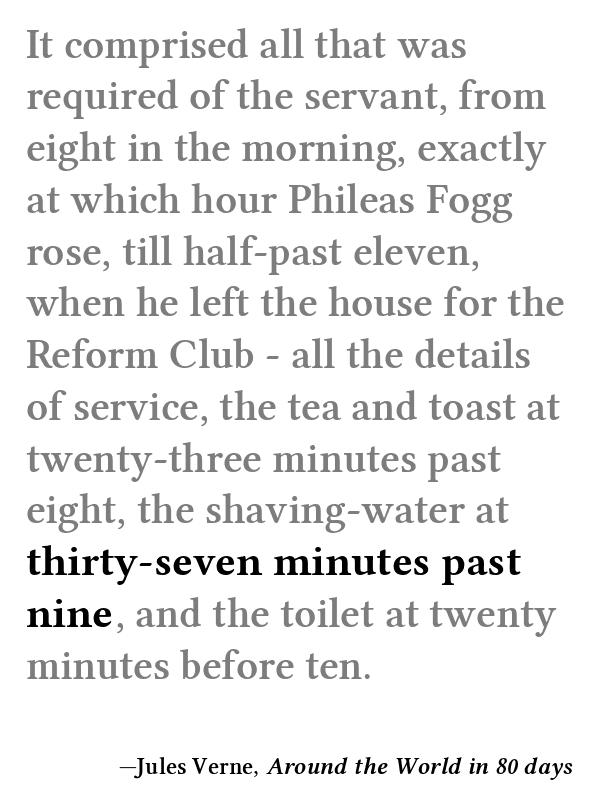 It comprised all that was
required of the servant, from
eight in the morning, exactly
at which hour Phileas Fogg
rose, till half-past eleven,
when he left the house for the
Reform Club - all the details
of service, the tea and toast at
twenty-three minutes past
eight, the shaving-water at
thirty-seven minutes past
nine, and the toilet at twenty
minutes before ten.
—Jules Verne, Around the World in 80 days